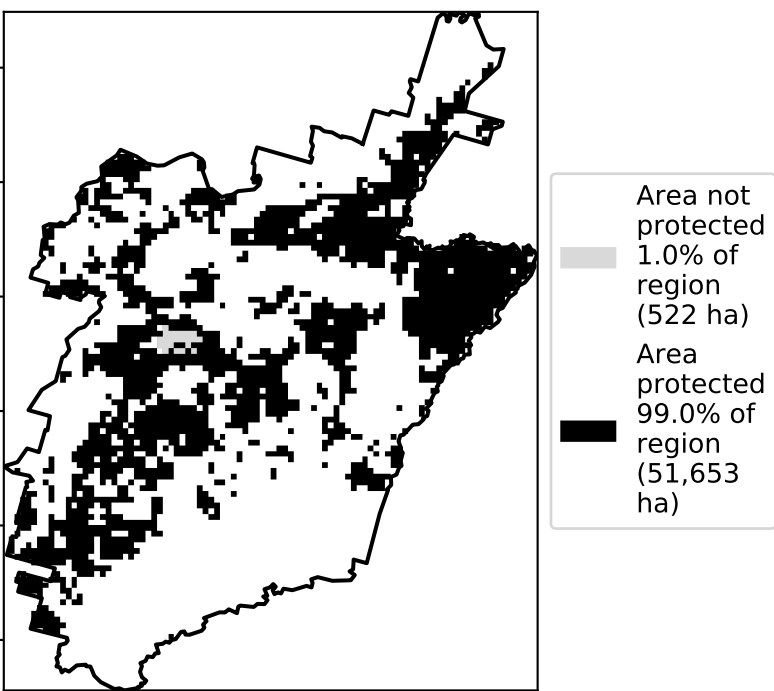 Area not
protected
1.0% of
region
(522 ha)
Area
protected
99.0% of
region
(51,653
ha)